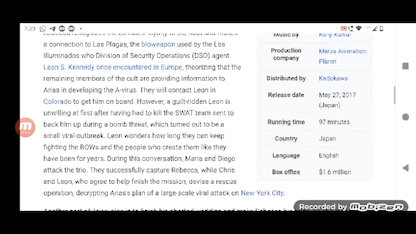 7:39
a connection to Las Plagas, the bioweapon used by the Los
Illuminados who Division of Security Operations (DSO) agent
Leon S. Kennedy once encountered in Europe, theorizing that the
remaining members of the cult are providing information to
Arias in developing the A-virus. They will contact Leon in
Colorado to get him on board. However, a guilt-ridden Leon is
unwilling at first after having had to kill the SWAT team sent to
back him up during a bomb threat, which turned out to be a
small viral outbreak. Leon wonders how long they can keep
fighting the BOWs and the people who create them like they
have been for years. During this conversation, Maria and Diego
attack the trio. They successfully capture Rebecca, while Chris
and Leon, who agree to help finish the mission, devise a rescue
operation, decrypting Arias's plan of a large-scale viral attack on New York City.
Music by
Kenji Kawai
Production company
Marza Animation Planet
Distributed by
Kadokawa
Release date
May 27, 2017 (Japan)
Running time
97 minutes
Country
Japan
Language
English
Box office
$1.6 million
Recorded by
Mobizen